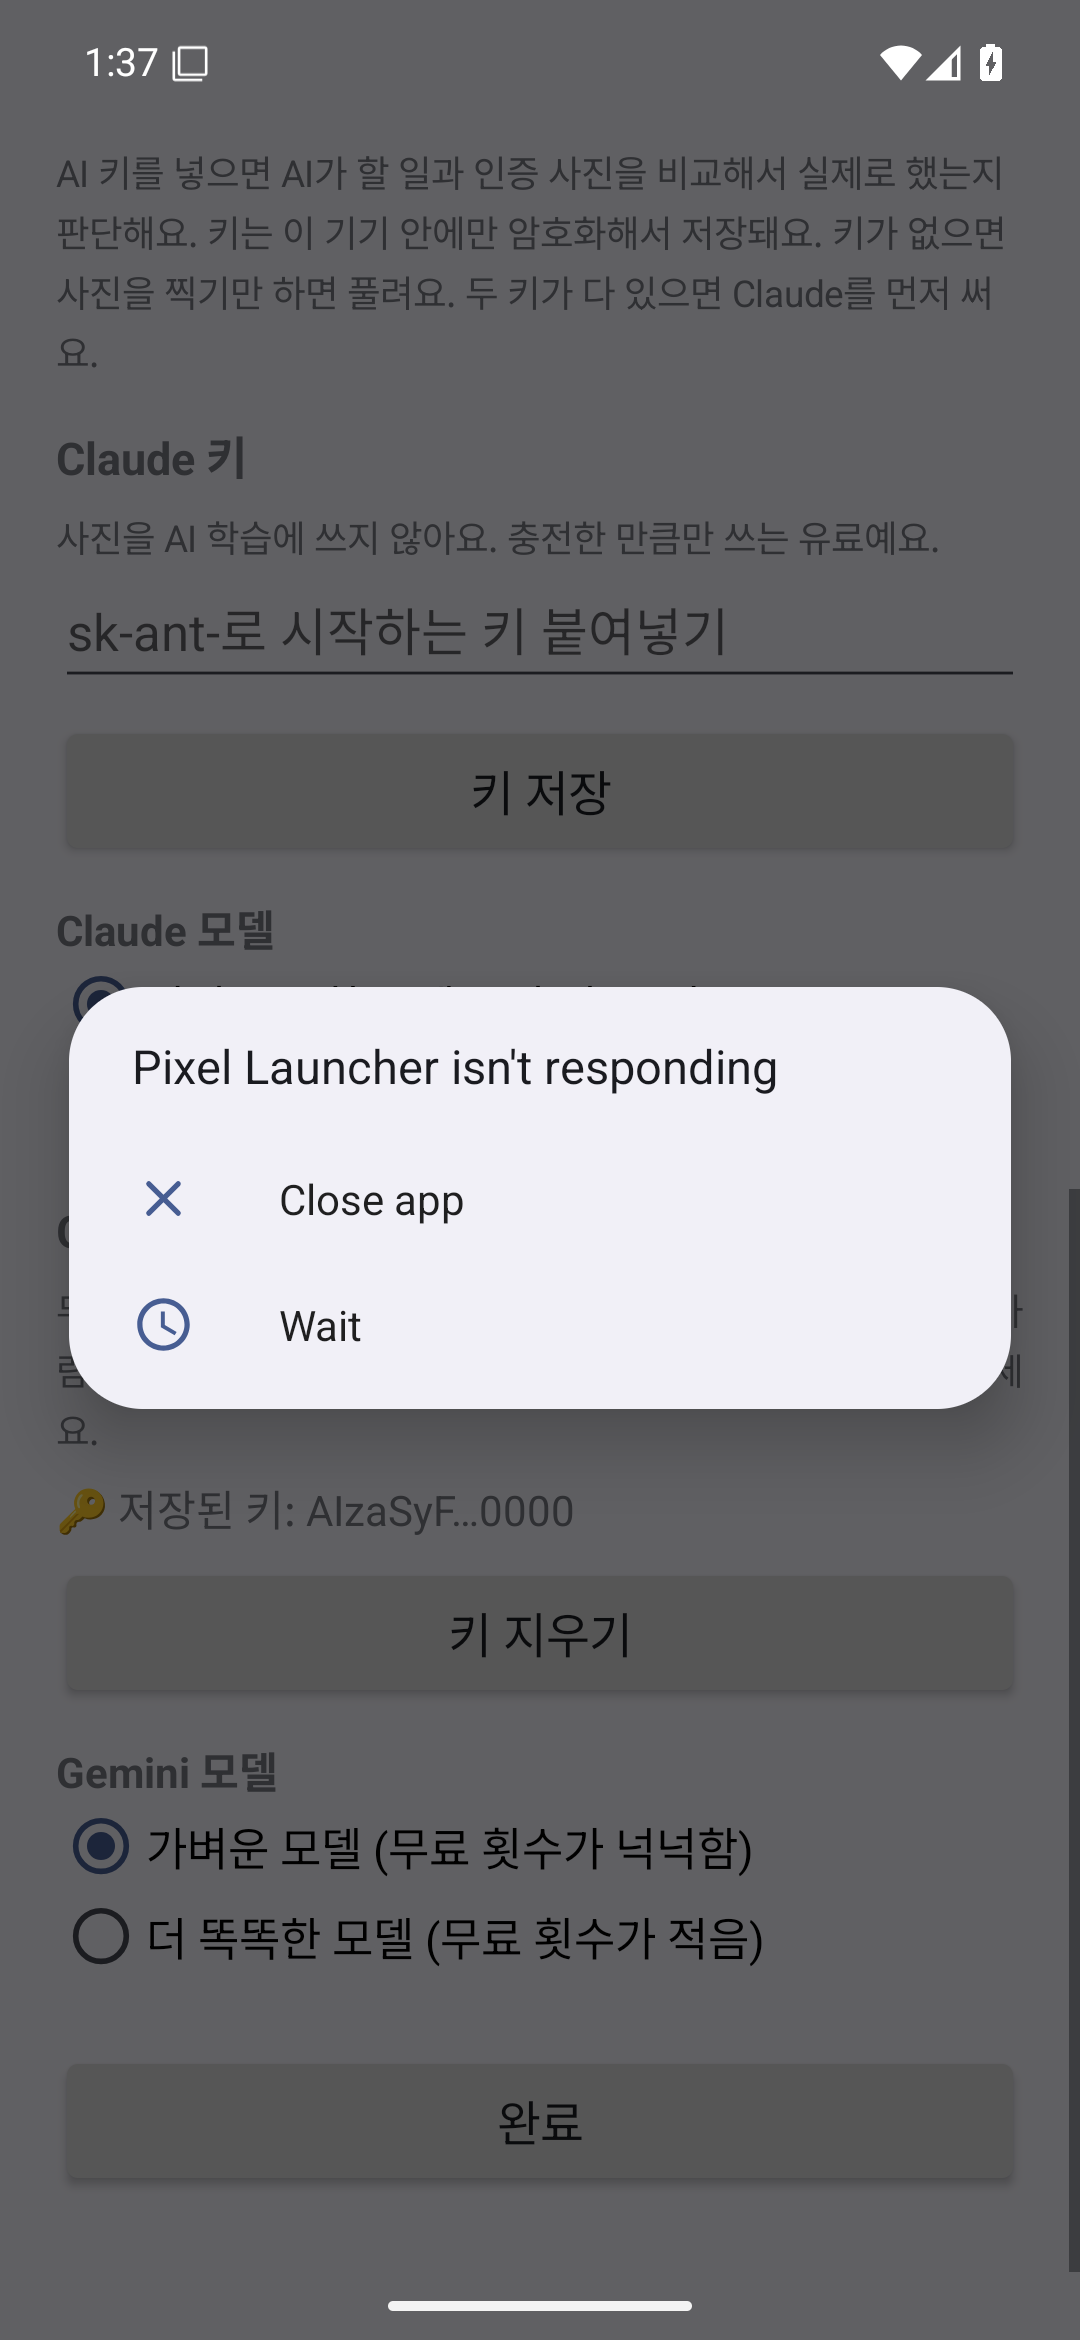 1:37
AI 키를 넣으면 AI가 할 일과 인증 사진을 비교해서 실제로 했는지
판단해요. 키는 이 기기 안에만 암호화해서 저장돼요. 키가 없으면
사진을 찍기만 하면 풀려요. 두 키가 다 있으면 Claude를 먼저 써
요.
Claude 키
사진을 AI 학습에 쓰지 않아요. 충전한 만큼만 쓰는 유료예요.
sk-ant-로 시작하는 키 붙여넣기
키 저장
Claude 모델
Pixel Launcher isn't responding
Close app
Wait
요.
🔑 저장된 키: AIzaSyF…0000
키 지우기
Gemini 모델
가벼운 모델 (무료 횟수가 넉넉함)
더 똑똑한 모델 (무료 횟수가 적음)
완료